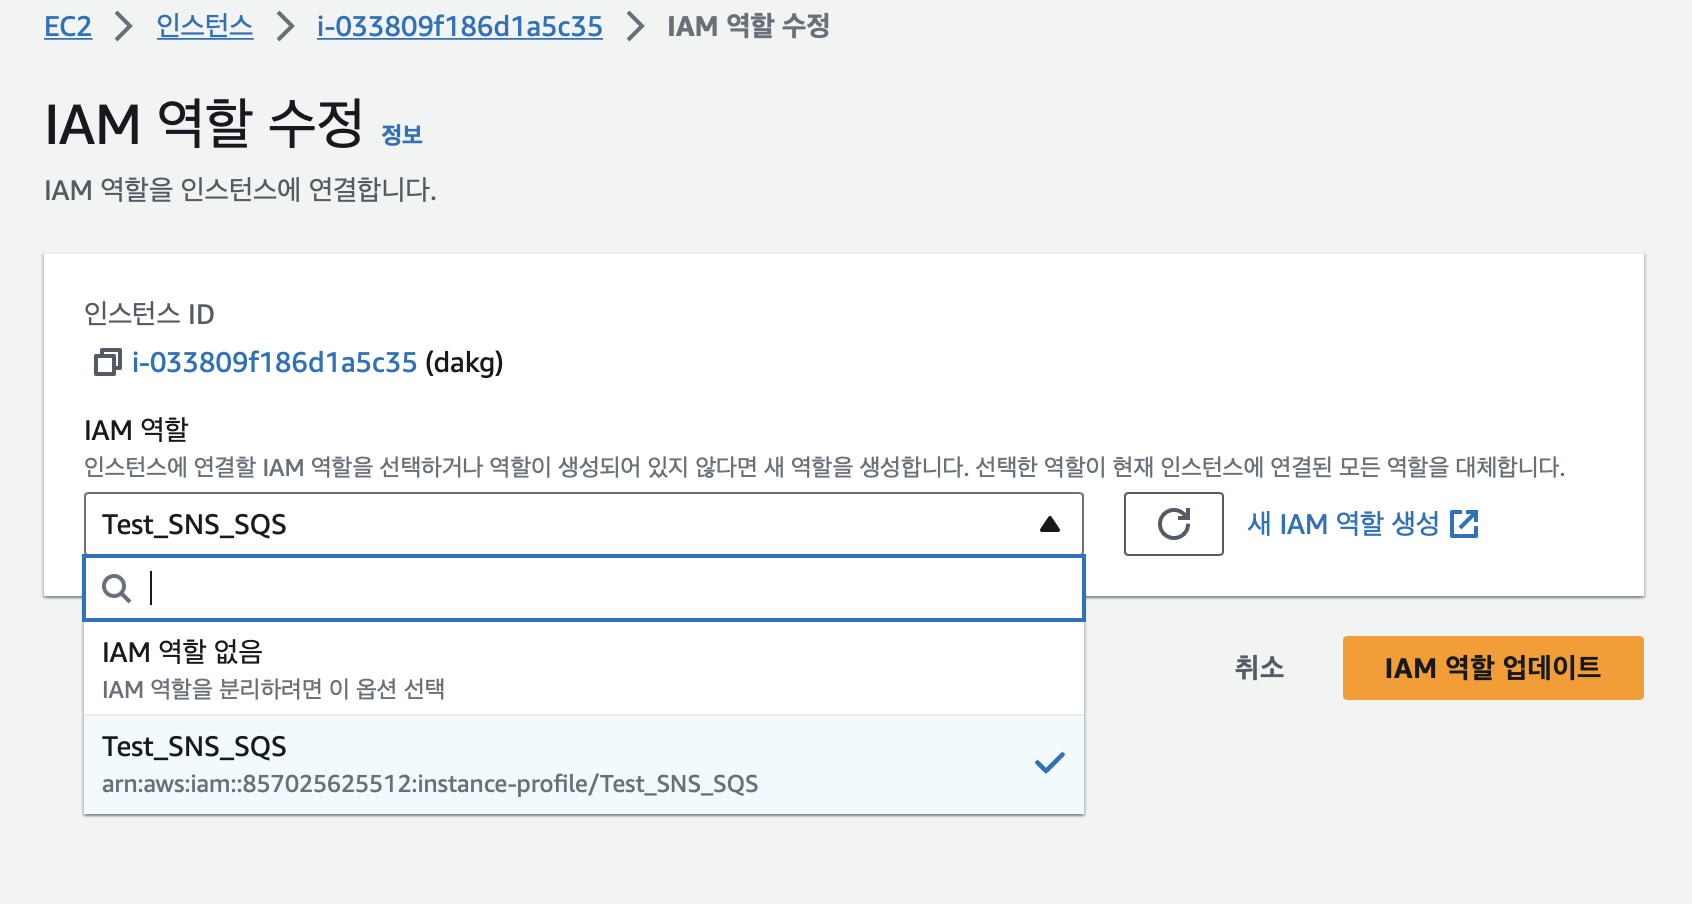 EC2 > 인스턴스 > i-033809f186d1a5c35 > IAM 역할 수정
IAM 역할 수정 정보
IAM 역할을 인스턴스에 연결합니다.
인스턴스 ID
i-033809f186d1a5c35 (dakg)
IAM 역할
인스턴스에 연결할 IAM 역할을 선택하거나 역할이 생성되어 있지 않다면 새 역할을 생성합니다. 선택한 역할이 현재 인스턴스에 연결된 모든 역할을 대체합니다.
Test_SNS_SQS
새 IAM 역할 생성
IAM 역할 없음
IAM 역할을 분리하려면 이 옵션 선택
취소
IAM 역할 업데이트
Test_SNS_SQS
arn:aws:iam::857025625512:instance-profile/Test_SNS_SQS